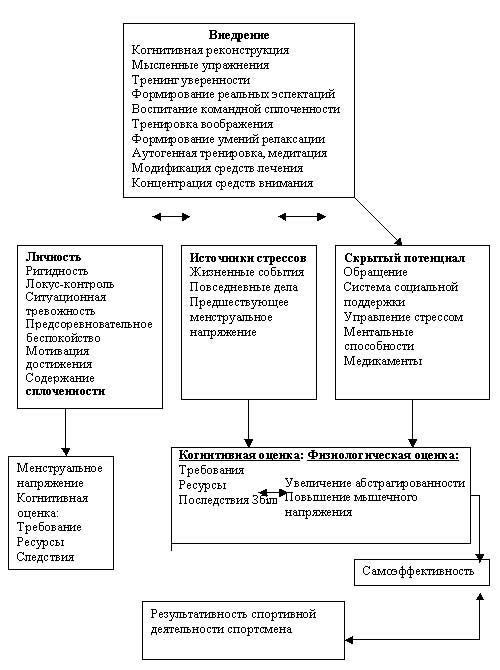 Внедрение
Когнитивная реконструкция
Мысленные упражнения
Тренинг уверенности
Формирование реальных эспектаций
Воспитание командной сплоченности
Тренировка воображения
Формирование умений релаксации
Аутогенная тренировка, медитация
Модификация средств лечения
Концентрация средств внимания
Личность
Ригидность
Локус-контроль
Ситуационная
тревожность
Предсоревновательное
беспокойство
Мотивация
достижения
Содержание
сплоченности
Источники стрессов
Жизненные события
Повседневные дела
Предшествующее
менструальное
напряжение
Скрытый потенциал
Обращение
Система социальной
поддержки
Управление стрессом
Ментальные
способности
Медикаменты
Менструальное
напряжение
Когнитивная
оценка:
Требование
Ресурсы
Следствия
Когнитивная оценка: Физиологическая оценка:
Требования
Ресурсы
Последствия
Увеличение абстрагированности
Повышение мышечного
напряжения
Самоэффективность
Результативность спортивной
деятельности спортсмена